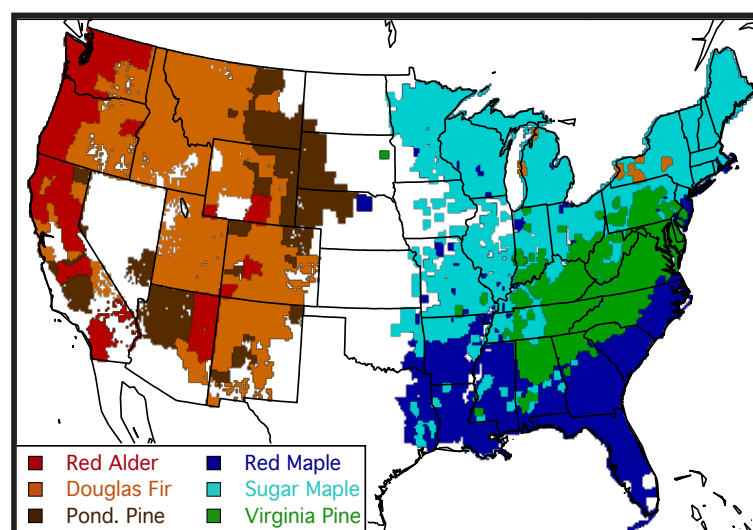 Red Alder
Douglas Fir
Pond. Pine
Red Maple
Sugar Maple
Virginia Pine